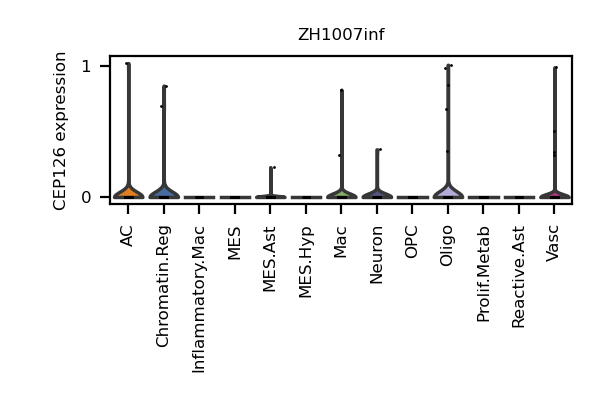 ZH1007inf
CEP126 expression
1
0
AC
Chromatin.Reg
Inflammatory.Mac
MES
MES.Ast
MES.Hyp
Mac
Neuron
OPC
Oligo
Prolif.Metab
Reactive.Ast
Vasc